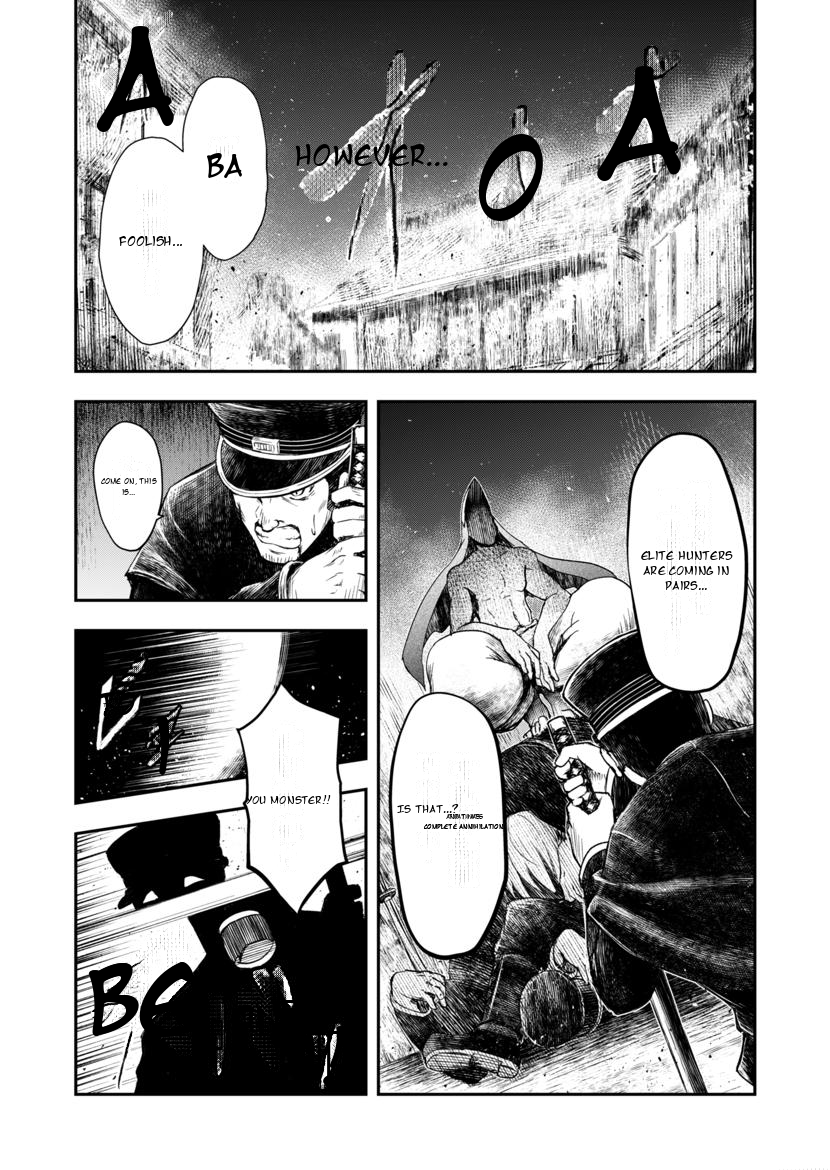 A
O
A
HOWEVER...
BA
FOOLISH...
ELITE HUNTERS
ARE COMING IN
PAIRS...
IS THAT...?
COMPLETE ANNIHILATION
COME ON, THIS
IS...
YOU MONSTER!!
BO